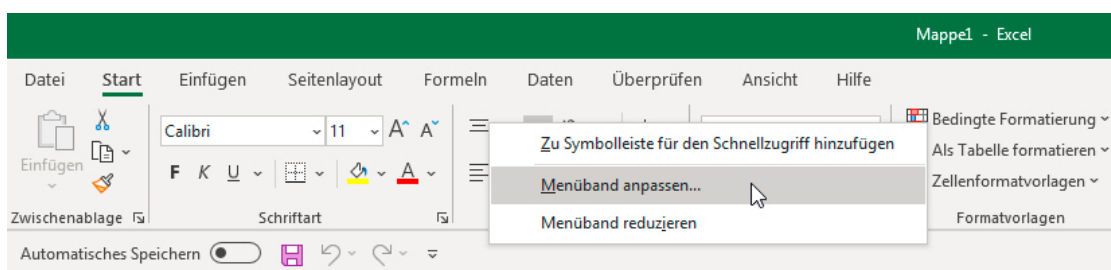 Mappe1 - Excel
Datei Start Einfügen Seitenlayout Formeln Daten Überprüfen Ansicht Hilfe
Calibri 11 A A
Einfügen
F K U A
Zwischenablage
Schriftart
Zu Symbolleiste für den Schnellzugriff hinzufügen
Menüband anpassen...
Menüband reduzieren
Bedingte Formatierung
Als Tabelle formatieren
Zellenformatvorlagen
Formatvorlagen
Automatisches Speichern